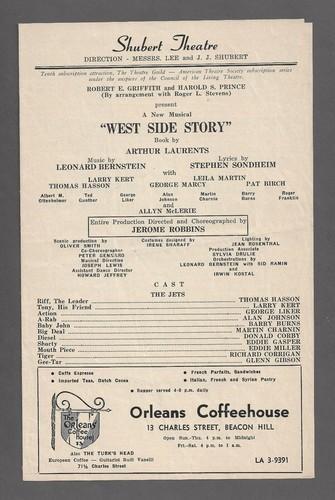 Shubert Theatre
DIRECTION - MESSRS. LEE and J. J. SHUBERT
Tenth subscription attraction, The Theatre Guild — American Theatre Society subscription series
under the auspices of the Council of the Living Theatre.
ROBERT E. GRIFFITH and HAROLD S. PRINCE
(By arrangement with Roger L. Stevens)
present
A New Musical
"WEST SIDE STORY"
Book by
ARTHUR LAURENTS
Music by
LEONARD BERNSTEIN
Lyrics by
STEPHEN SONDHEIM
with
LARRY KERT LEILA MARTIN
THOMAS HASSON GEORGE MARCY PAT BIRCH
Albert M. Ted George Alan Martin Barry Roger
Ottenheimer Gunther Liker Johnson Charnin Burns Franklin
and
ALLYN McLERIE
Entire Production Directed and Choreographed by
JEROME ROBBINS
Scenic production by
OLIVER SMITH
Co-Choreographer
PETER GENNARO
Musical Direction
JOSEPH LEWIS
Assistant Dance Director
HOWARD JEFFREY
Costumes designed by
IRENE SHARAFF
Lighting by
JEAN ROSENTHAL
Production Associate
SYLVIA DRULIE
Orchestrations by
LEONARD BERNSTEIN with SID RAMIN
and
IRWIN KOSTAL
CAST
THE JETS
Riff, The Leader THOMAS HASSON
Tony, His Friend LARRY KERT
Action GEORGE LIKER
A-Rab ALAN JOHNSON
Baby John BARRY BURNS
Big Deal MARTIN CHARNIN
Diesel DONALD CORBY
Shorty EDDIE GASPER
Mouth Piece EDDIE MILLER
Tiger RICHARD CORRIGAN
Gee-Tar GLENN GIBSON
Caffe Espresso
Imported Teas, Dutch Cocoa
French Parfaits, Sandwiches
Italian, French and Syrian Pastry
Supper served 4-8 p.m. daily
The
Orleans
Coffee
house
Orleans Coffeehouse
13 CHARLES STREET, BEACON HILL
Open Sun.-Thu. 4 p.m. to Midnight
Fri.-Sat. 4 p.m. to 1 a.m.
Also THE TURK'S HEAD
European Coffee — Guitarist Rolf Vanelli
71½ Charles Street
LA 3-9391